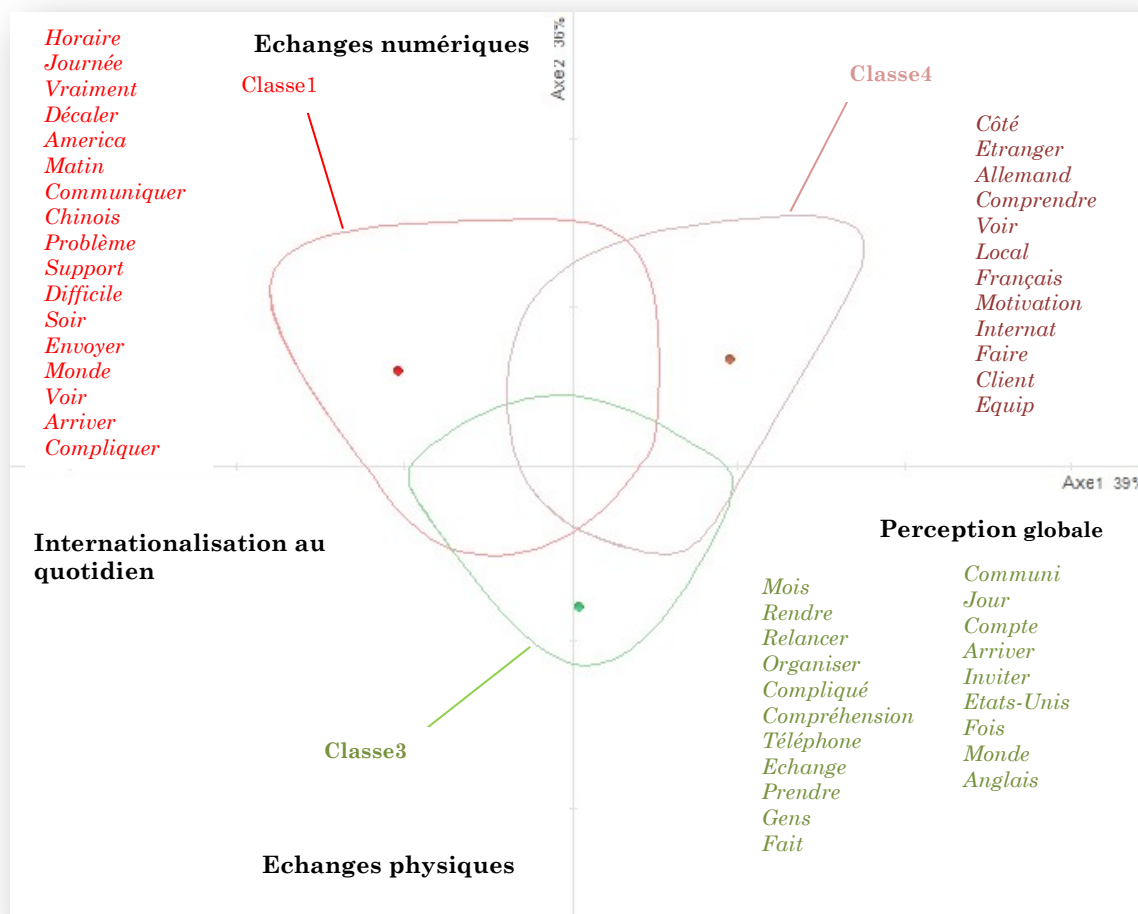 Horaire
Journée
Vraiment
Décaler
America
Matin
Communiquer
Chinois
Problème
Support
Difficile
Soir
Envoyer
Monde
Voir
Arriver
Compliquer
Echanges numériques
Classe1
Axe2 36%
Classe4
Côté
Etranger
Allemand
Comprendre
Voir
Local
Français
Motivation
Internat
Faire
Client
Equip
Axe1 39%
Internationalisation au
quotidien
Perception globale
Mois
Rendre
Relancer
Organiser
Compliqué
Compréhension
Téléphone
Echange
Prendre
Gens
Fait
Communi
Jour
Compte
Arriver
Inviter
Etats-Unis
Fois
Monde
Anglais
Classe3
Echanges physiques